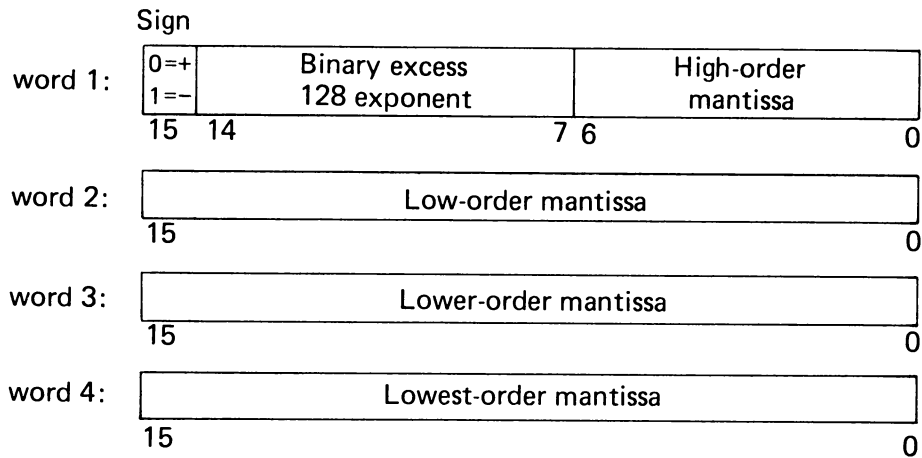 Sign
word 1: 0=+ Binary excess High-order
1=− 128 exponent mantissa
15 14 7 6 0
word 2: Low-order mantissa
15 0
word 3: Lower-order mantissa
15 0
word 4: Lowest-order mantissa
15 0